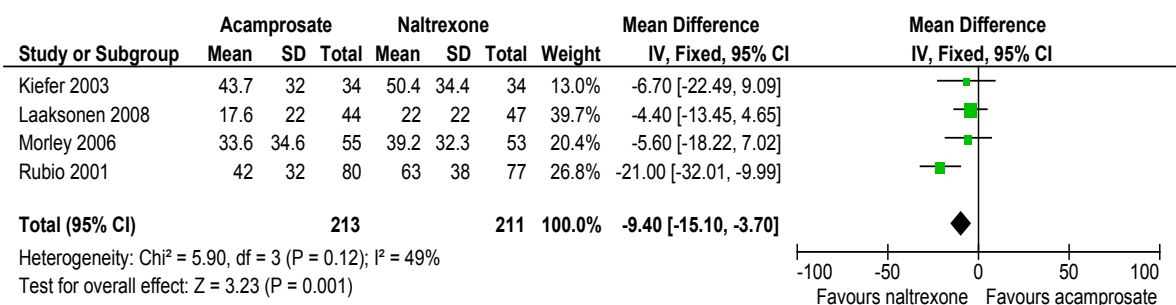 Acamprosate Naltrexone Mean Difference Mean Difference
Study or Subgroup Mean SD Total Mean SD Total Weight IV, Fixed, 95% CI IV, Fixed, 95% CI
Kiefer 2003 43.7 32 34 50.4 34.4 34 13.0% -6.70 [-22.49, 9.09]
Laaksonen 2008 17.6 22 44 22 22 47 39.7% -4.40 [-13.45, 4.65]
Morley 2006 33.6 34.6 55 39.2 32.3 53 20.4% -5.60 [-18.22, 7.02]
Rubio 2001 42 32 80 63 38 77 26.8% -21.00 [-32.01, -9.99]
Total (95% CI) 213 211 100.0% -9.40 [-15.10, -3.70]
Heterogeneity: Chi² = 5.90, df = 3 (P = 0.12); I² = 49%
Test for overall effect: Z = 3.23 (P = 0.001)
-100 -50 0 50 100
Favours naltrexone Favours acamprosate